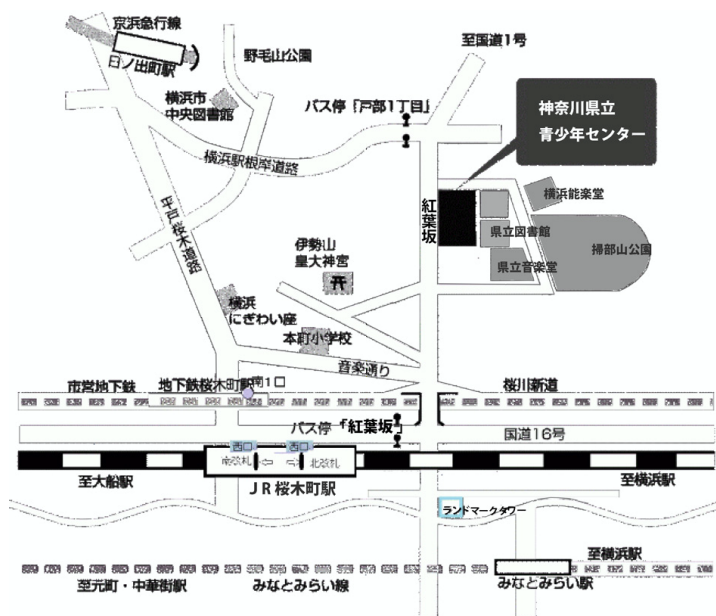 京浜急行線
日ノ出町駅
野毛山公園
至国道1号
横浜市
中央図書館
バス停「戸部1丁目」
神奈川県立
青少年センター
横浜駅根岸道路
平戸桜木道路
紅葉坂
横浜能楽堂
県立図書館
県立音楽堂
掃部山公園
伊勢山
皇大神宮
横浜
にぎわい座
本町小学校
音楽通り
市営地下鉄
地下鉄桜木町駅
南1口
桜川新道
バス停「紅葉坂」
国道16号
西口
西口
南改札
北改札
至大船駅
JR桜木町駅
至横浜駅
ランドマークタワー
至横浜駅
至元町・中華街駅
みなとみらい線
みなとみらい駅